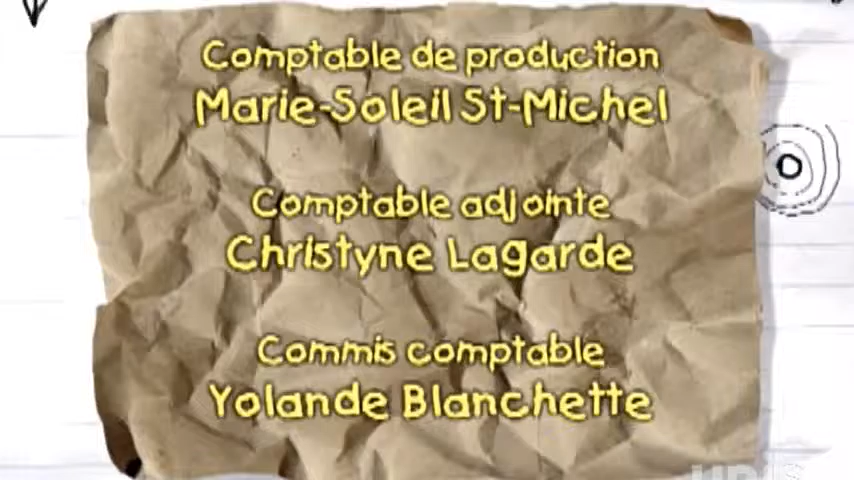 Comptable de production
Marie-Soleil St-Michel
Comptable adjointe
Christyne Lagarde
Commis comptable
Yolande Blanchette